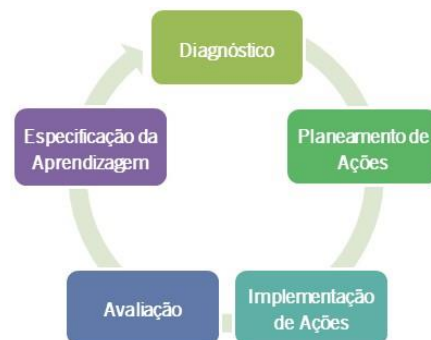 Diagnóstico
Planeamento de
Ações
Implementação
de Ações
Avaliação
Especificação da
Aprendizagem